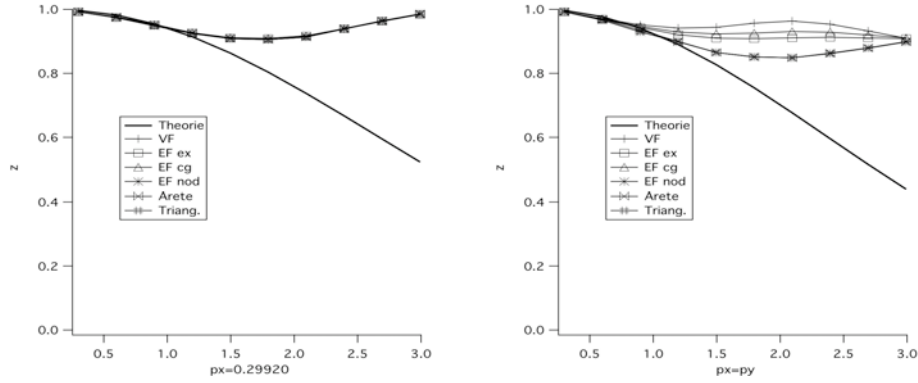 1.0
0.8
0.6
0.4
0.2
0.0
z
Theorie
VF
EF ex
EF cg
EF nod
Arete
Triang.
0.5 1.0 1.5 2.0 2.5 3.0
px=0.29920
1.0
0.8
0.6
0.4
0.2
0.0
z
Theorie
VF
EF ex
EF cg
EF nod
Arete
Triang.
0.5 1.0 1.5 2.0 2.5 3.0
px=py